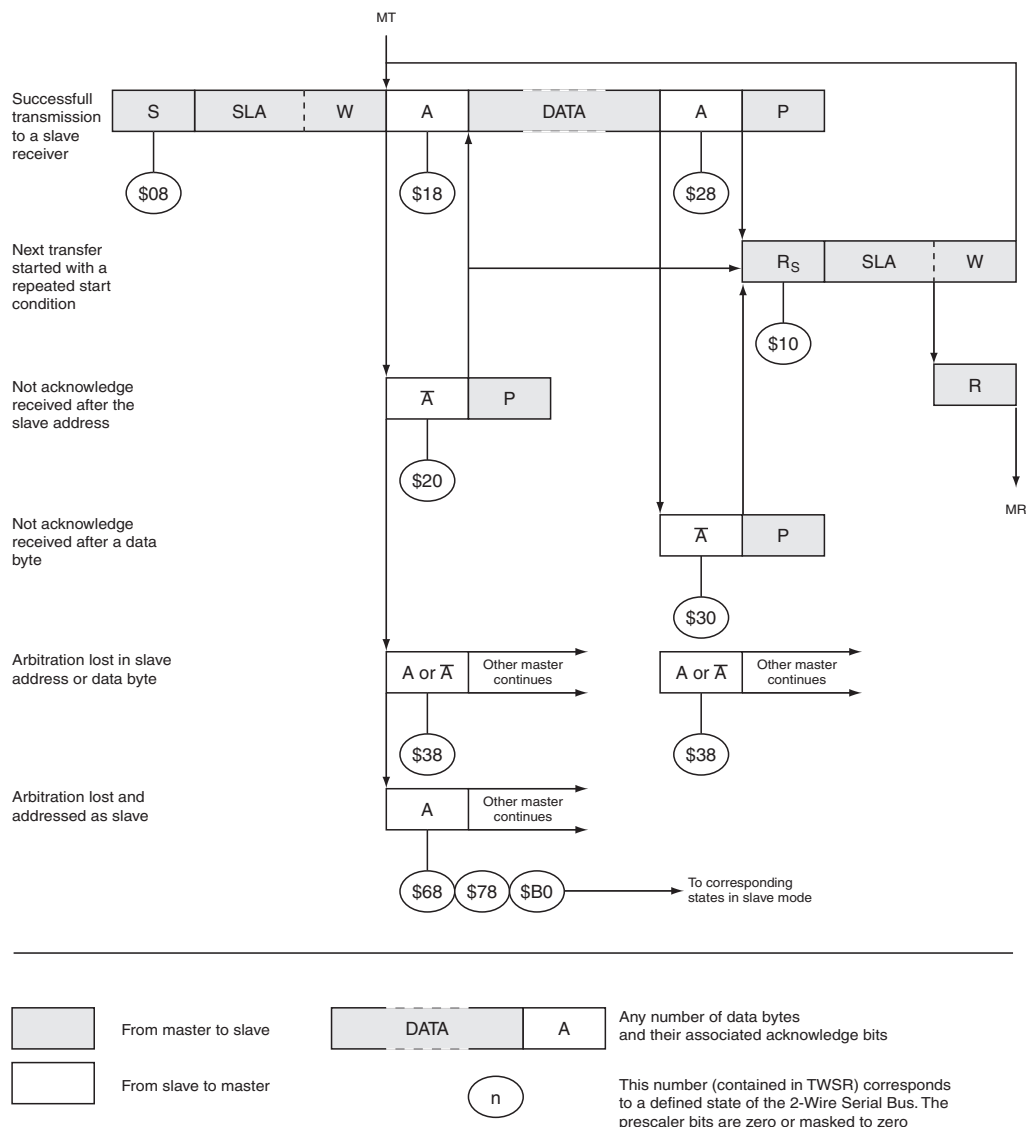 MT
Successfull
transmission
to a slave
receiver
S SLA W A DATA A P
$08 $18 $28
Next transfer
started with a
repeated start
condition
RS SLA W
$10
Not acknowledge
received after the
slave address
A̅ P
R
$20
MR
Not acknowledge
received after a data
byte
A̅ P
$30
Arbitration lost in slave
address or data byte
A or A̅ Other master
continues
A or A̅ Other master
continues
$38 $38
Arbitration lost and
addressed as slave
A Other master
continues
$68 $78 $B0
To corresponding
states in slave mode
From master to slave
DATA A
Any number of data bytes
and their associated acknowledge bits
From slave to master
n
This number (contained in TWSR) corresponds
to a defined state of the 2-Wire Serial Bus. The
prescaler bits are zero or masked to zero